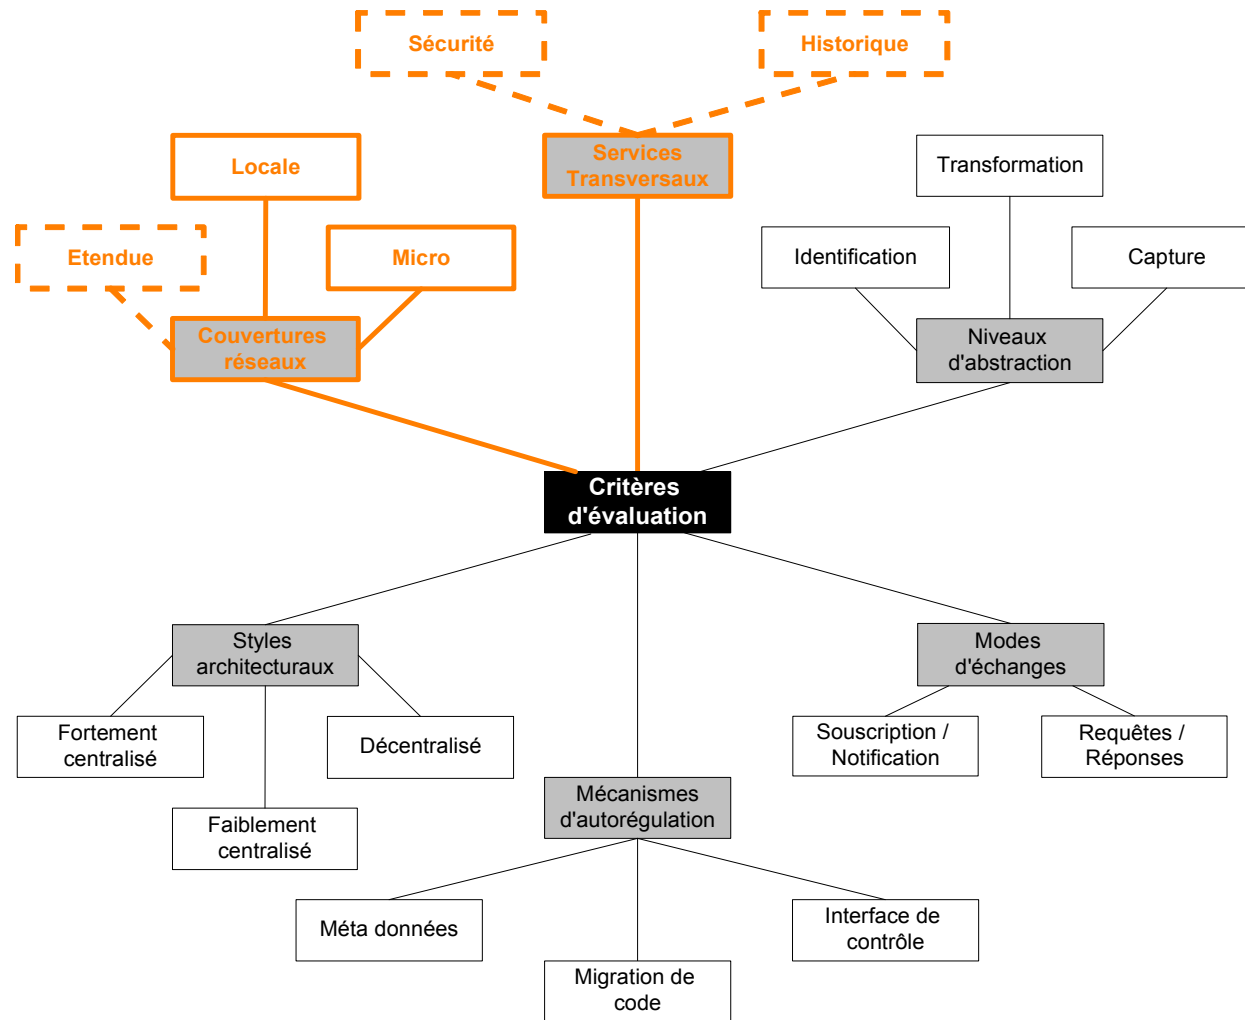 Sécurité
Historique
Services
Transversaux
Locale
Transformation
Etendue
Micro
Identification
Capture
Couvertures
réseaux
Niveaux
d'abstraction
Critères
d'évaluation
Styles
architecturaux
Modes
d'échanges
Fortement
centralisé
Décentralisé
Souscription /
Notification
Requêtes /
Réponses
Faiblement
centralisé
Mécanismes
d'autorégulation
Méta données
Interface de
contrôle
Migration de
code